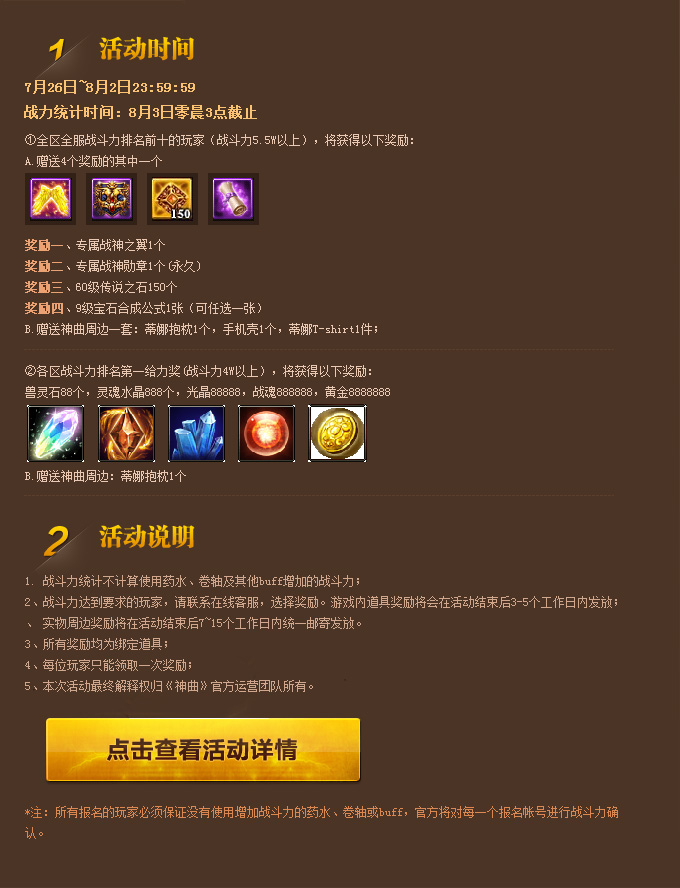 1 活动时间
7月26日~8月2日23:59:59
战力统计时间：8月3日零晨3点截止
①全区全服战斗力排名前十的玩家（战斗力5.5W以上），将获得以下奖励：
A.赠送4个奖励的其中一个
150
奖励一、专属战神之翼1个
奖励二、专属战神勋章1个(永久)
奖励三、60级传说之石150个
奖励四、9级宝石合成公式1张（可任选一张）
B.赠送神曲周边一套：蒂娜抱枕1个，手机壳1个，蒂娜T-shirt1件；
②各区战斗力排名第一给力奖(战斗力4W以上），将获得以下奖励：
兽灵石88个，灵魂水晶888个，光晶88888，战魂888888，黄金8888888
B.赠送神曲周边：蒂娜抱枕1个
2 活动说明
1. 战斗力统计不计算使用药水、卷轴及其他buff增加的战斗力；
2、战斗力达到要求的玩家，请联系在线客服，选择奖励。游戏内道具奖励将会在活动结束后3-5个工作日内发放；
、 实物周边奖励将在活动结束后7~15个工作日内统一邮寄发放。
3、所有奖励均为绑定道具；
4、每位玩家只能领取一次奖励；
5、本次活动最终解释权归《神曲》官方运营团队所有。
点击查看活动详情
*注：所有报名的玩家必须保证没有使用增加战斗力的药水、卷轴或buff，官方将对每一个报名帐号进行战斗力确
认。